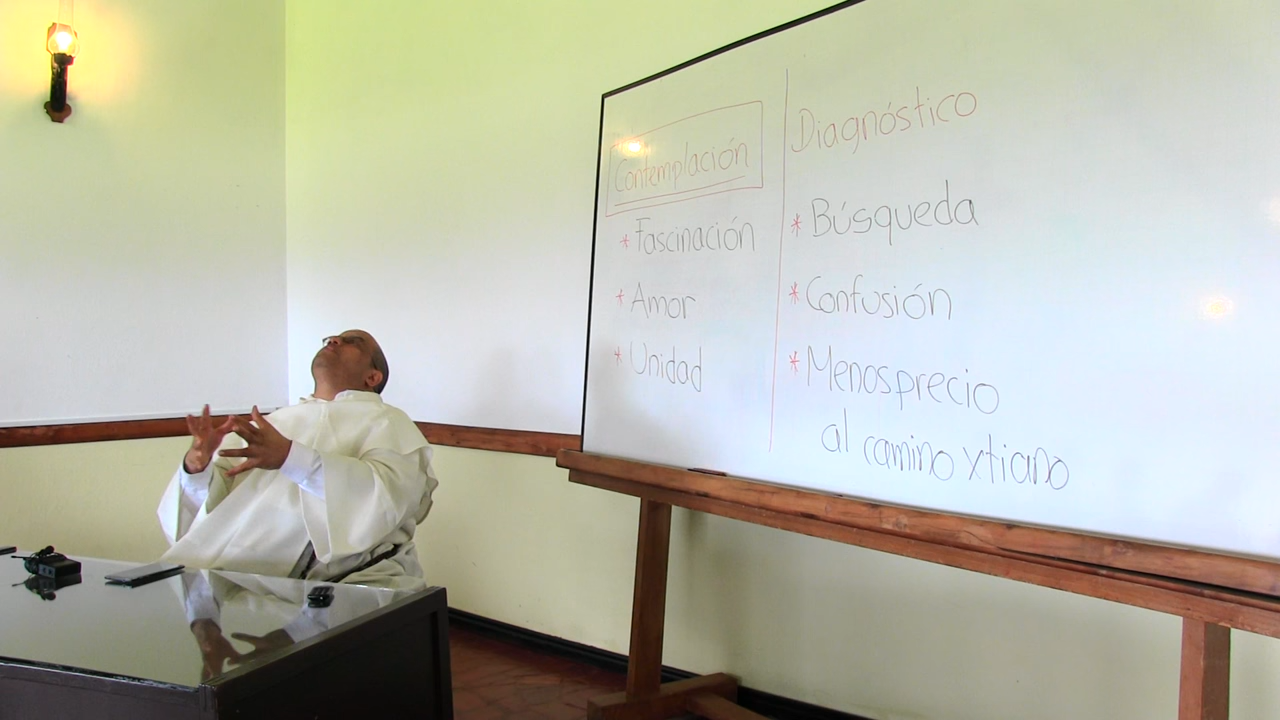 Contemplación
* Fascinación
* Amor
* Unidad
Diagnóstico
* Búsqueda
* Confusión
* Menosprecio
al camino xtiano